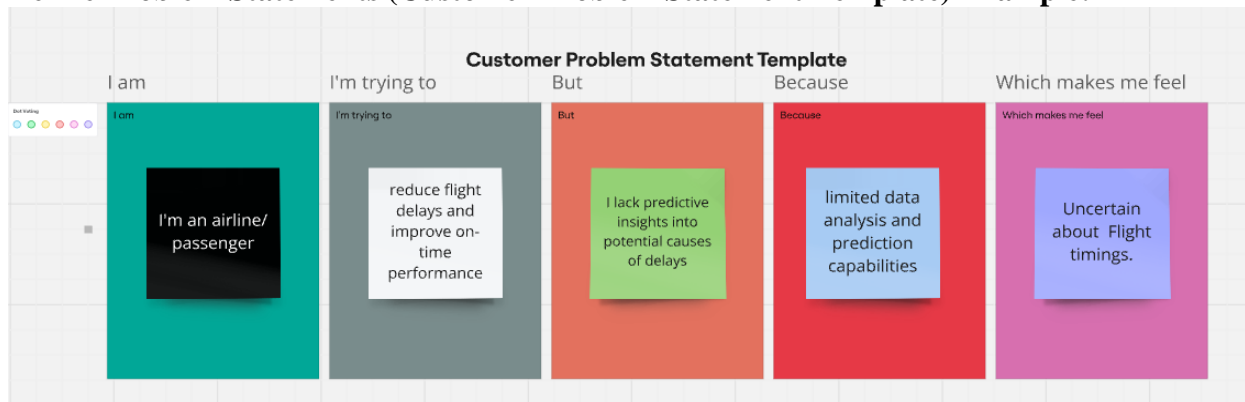 Customer Problem Statement Template
I am
I'm trying to
But
Because
Which makes me feel
Dot Voting
I am
I'm an airline/
passenger
I'm trying to
reduce flight
delays and
improve on-
time
performance
But
I lack predictive
insights into
potential causes
of delays
Because
limited data
analysis and
prediction
capabilities
Which makes me feel
Uncertain
about Flight
timings.